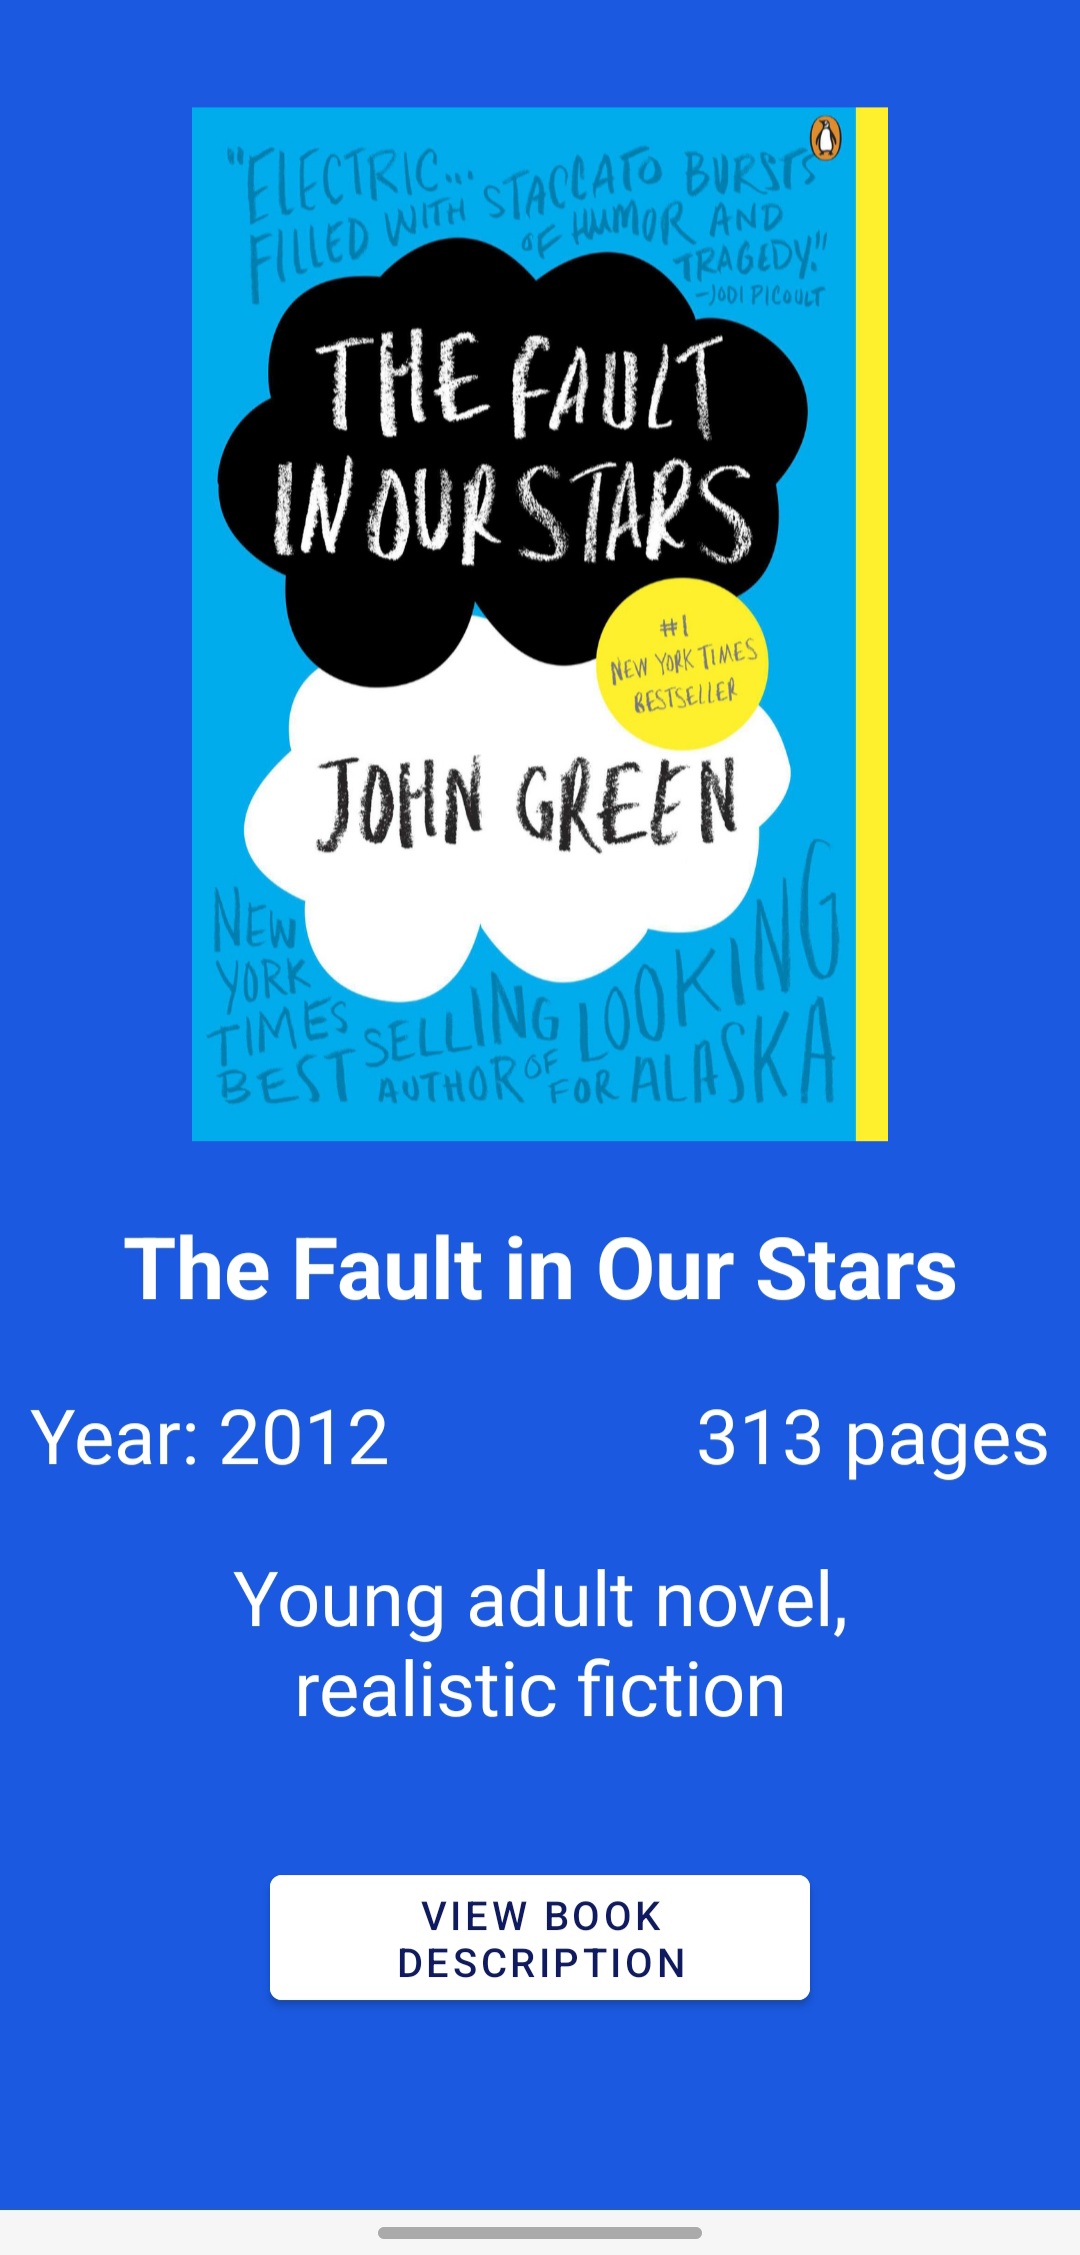 "ELECTRIC... STACCATO BURSTS
FILLED WITH OF HUMOR AND
TRAGEDY."
–JODI PICOULT
THE FAULT
IN OUR STARS
#1
NEW YORK TIMES
BESTSELLER
JOHN GREEN
NEW
YORK
TIMES
BEST SELLING LOOKING
AUTHOR OF FOR ALASKA
The Fault in Our Stars
Year: 2012
313 pages
Young adult novel,
realistic fiction
VIEW BOOK
DESCRIPTION